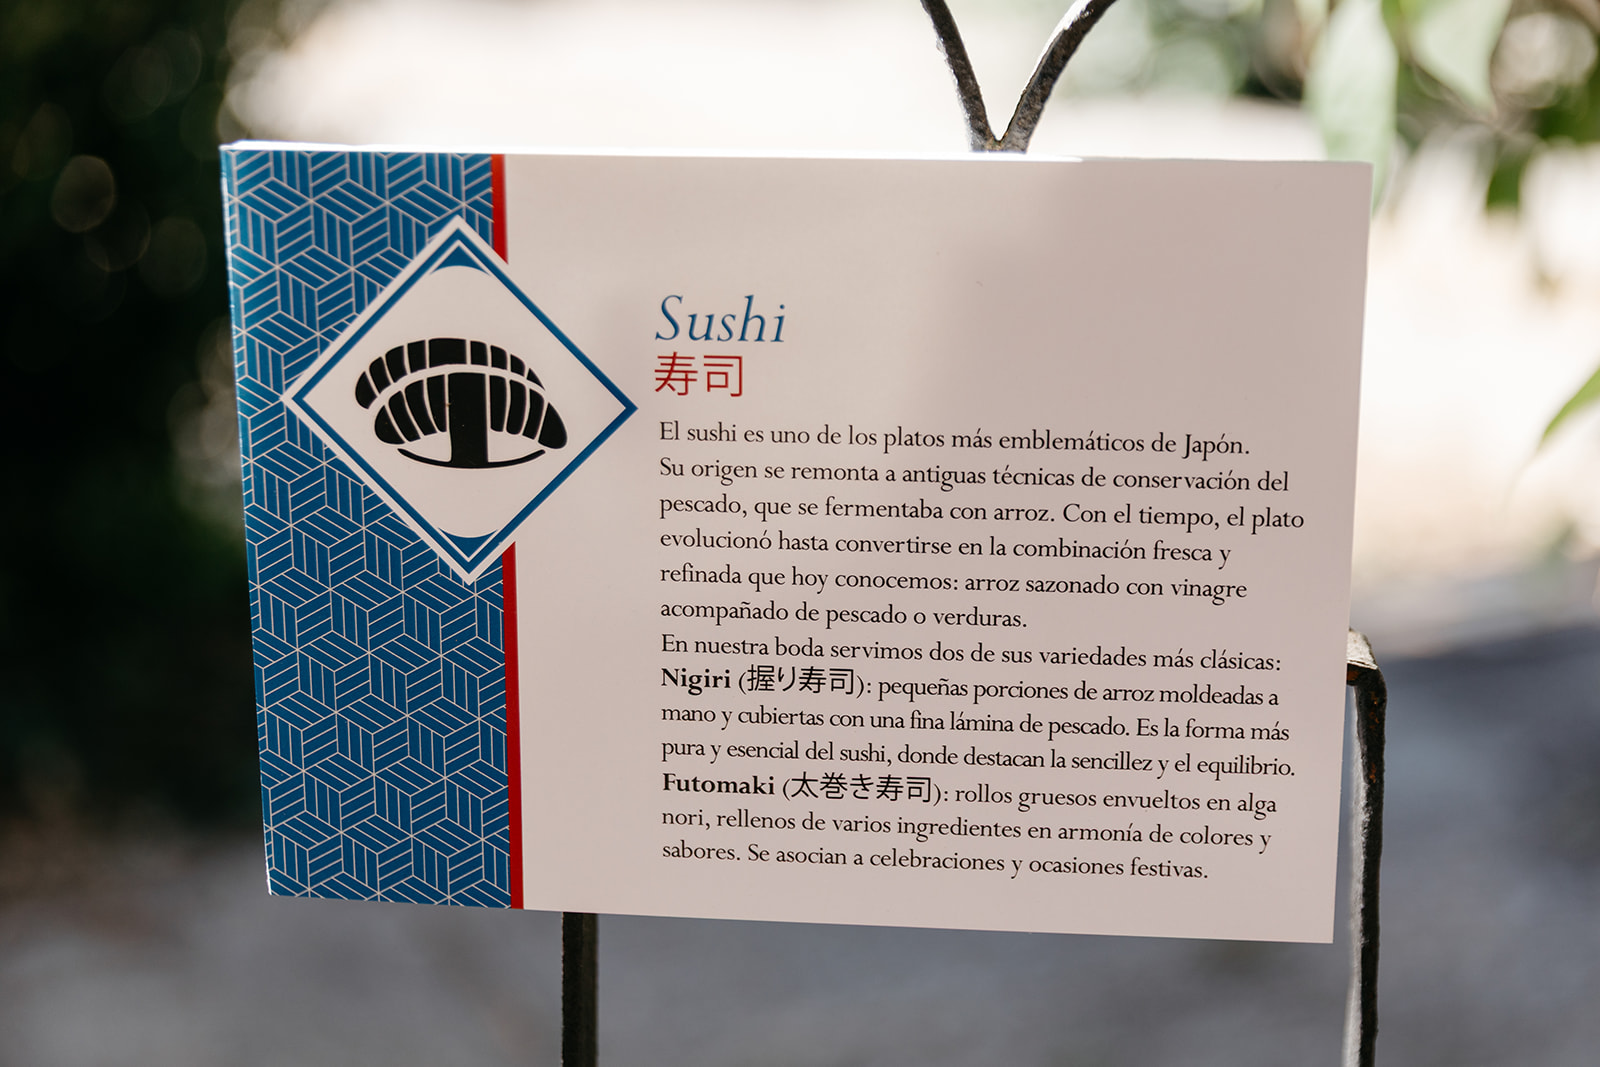 Sushi
寿司
El sushi es uno de los platos más emblemáticos de Japón.
Su origen se remonta a antiguas técnicas de conservación del
pescado, que se fermentaba con arroz. Con el tiempo, el plato
evolucionó hasta convertirse en la combinación fresca y
refinada que hoy conocemos: arroz sazonado con vinagre
acompañado de pescado o verduras.
En nuestra boda servimos dos de sus variedades más clásicas:
Nigiri (握り寿司): pequeñas porciones de arroz moldeadas a
mano y cubiertas con una fina lámina de pescado. Es la forma más
pura y esencial del sushi, donde destacan la sencillez y el equilibrio.
Futomaki (太巻き寿司): rollos gruesos envueltos en alga
nori, rellenos de varios ingredientes en armonía de colores y
sabores. Se asocian a celebraciones y ocasiones festivas.